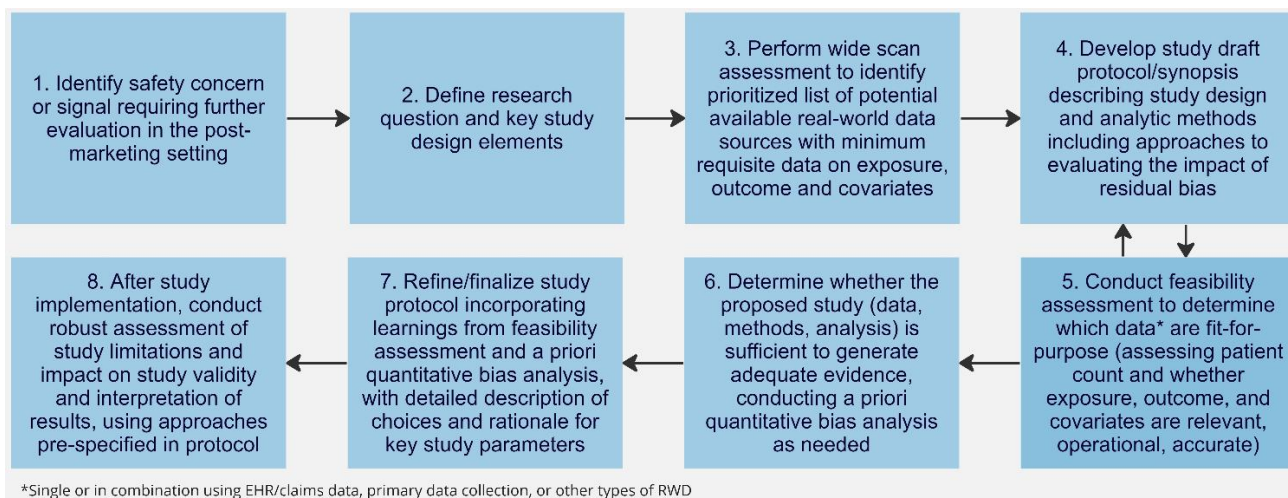 1. Identify safety concern
or signal requiring further
evaluation in the post-
marketing setting
2. Define research
question and key study
design elements
3. Perform wide scan
assessment to identify
prioritized list of potential
available real-world data
sources with minimum
requisite data on exposure,
outcome and covariates
4. Develop study draft
protocol/synopsis
describing study design
and analytic methods
including approaches to
evaluating the impact of
residual bias
5. Conduct feasibility
assessment to determine
which data* are fit-for-
purpose (assessing patient
count and whether
exposure, outcome, and
covariates are relevant,
operational, accurate)
6. Determine whether the
proposed study (data,
methods, analysis) is
sufficient to generate
adequate evidence,
conducting a priori
quantitative bias analysis
as needed
7. Refine/finalize study
protocol incorporating
learnings from feasibility
assessment and a priori
quantitative bias analysis,
with detailed description of
choices and rationale for
key study parameters
8. After study
implementation, conduct
robust assessment of
study limitations and
impact on study validity
and interpretation of
results, using approaches
pre-specified in protocol
*Single or in combination using EHR/claims data, primary data collection, or other types of RWD